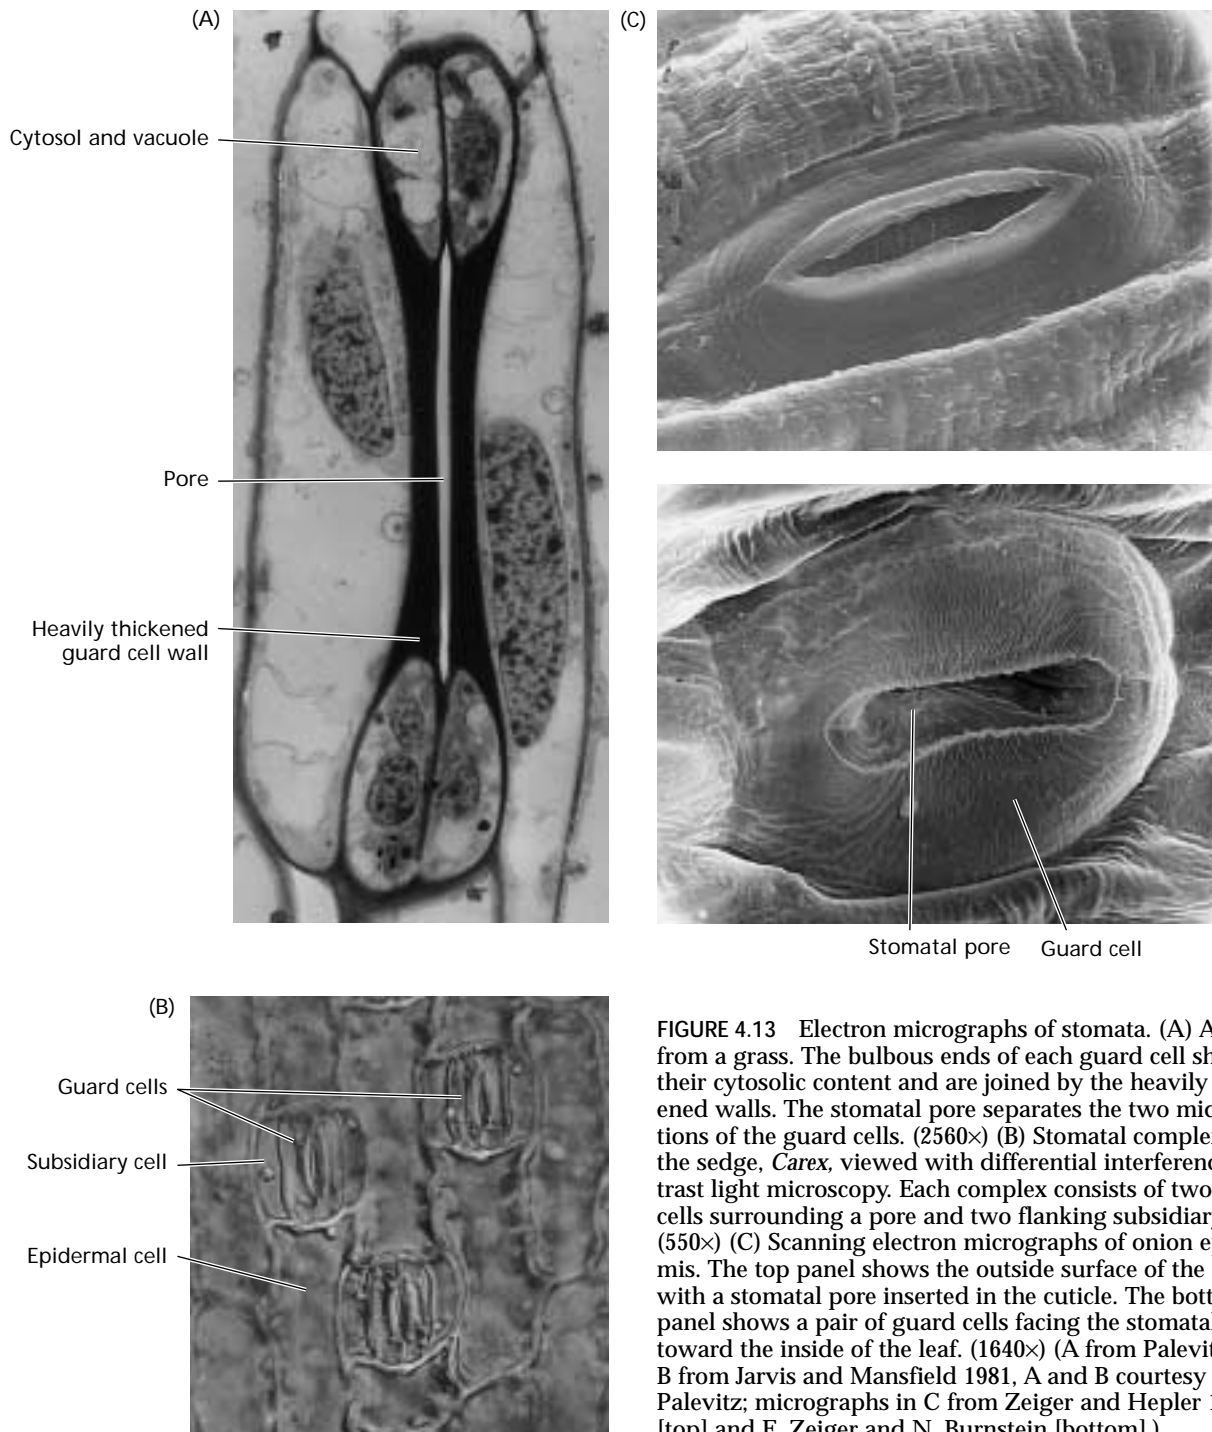 (A)
Cytosol and vacuole
Pore
Heavily thickened
guard cell wall
(C)
Stomatal pore
Guard cell
(B)
Guard cells
Subsidiary cell
Epidermal cell
FIGURE 4.13 Electron micrographs of stomata. (A) A
from a grass. The bulbous ends of each guard cell sh
their cytosolic content and are joined by the heavily
ened walls. The stomatal pore separates the two mic
tions of the guard cells. (2560×) (B) Stomatal complex
the sedge, Carex, viewed with differential interferenc
trast light microscopy. Each complex consists of two
cells surrounding a pore and two flanking subsidiar
(550×) (C) Scanning electron micrographs of onion e
mis. The top panel shows the outside surface of the
with a stomatal pore inserted in the cuticle. The bott
panel shows a pair of guard cells facing the stomatal
toward the inside of the leaf. (1640×) (A from Palevit
B from Jarvis and Mansfield 1981, A and B courtesy
Palevitz; micrographs in C from Zeiger and Hepler
[top] and E. Zeiger and N. Burnstein [bottom].)